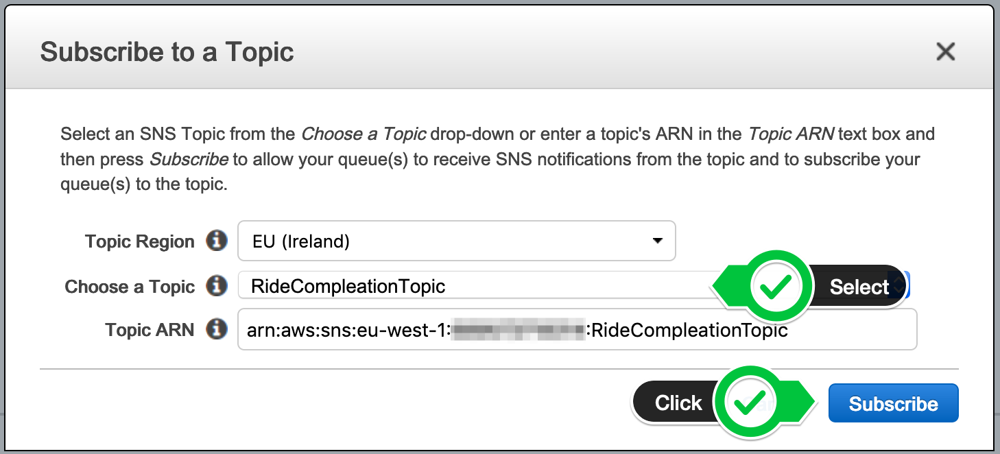 Subscribe to a Topic
Select an SNS Topic from the Choose a Topic drop-down or enter a topic's ARN in the Topic ARN text box and
then press Subscribe to allow your queue(s) to receive SNS notifications from the topic and to subscribe your
queue(s) to the topic.
Topic Region EU (Ireland)
Choose a Topic RideCompleationTopic Select
Topic ARN arn:aws:sns:eu-west-1: :RideCompleationTopic
Click Subscribe